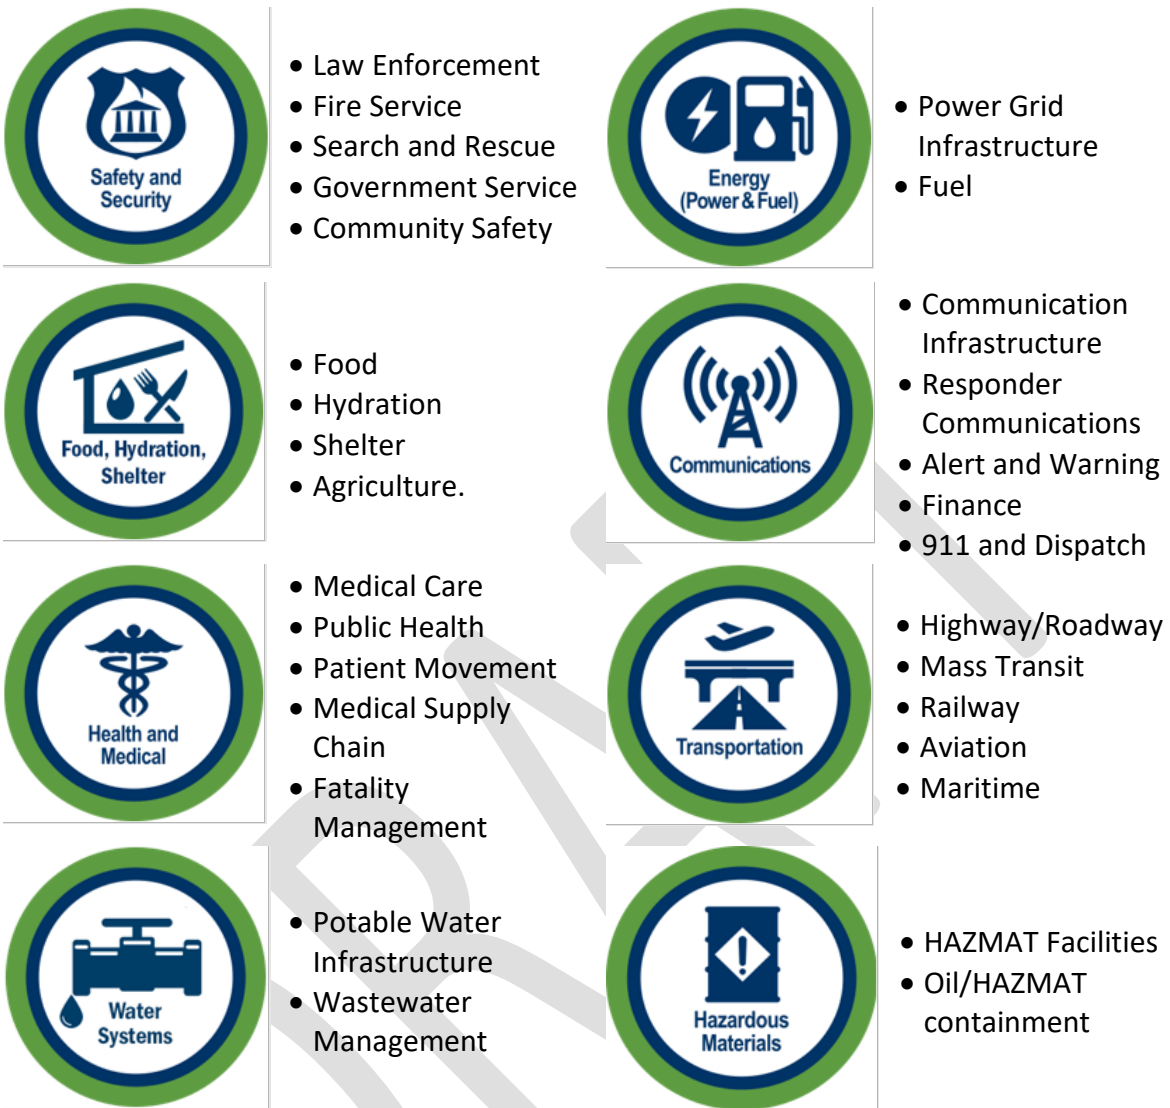 Safety and
Security
• Law Enforcement
• Fire Service
• Search and Rescue
• Government Service
• Community Safety
Energy
(Power & Fuel)
• Power Grid
Infrastructure
• Fuel
Food, Hydration,
Shelter
• Food
• Hydration
• Shelter
• Agriculture.
Communications
• Communication
Infrastructure
• Responder
Communications
• Alert and Warning
• Finance
• 911 and Dispatch
Health and
Medical
• Medical Care
• Public Health
• Patient Movement
• Medical Supply
Chain
• Fatality
Management
Transportation
• Highway/Roadway
• Mass Transit
• Railway
• Aviation
• Maritime
Water
Systems
• Potable Water
Infrastructure
• Wastewater
Management
Hazardous
Materials
• HAZMAT Facilities
• Oil/HAZMAT
containment
DRAFT